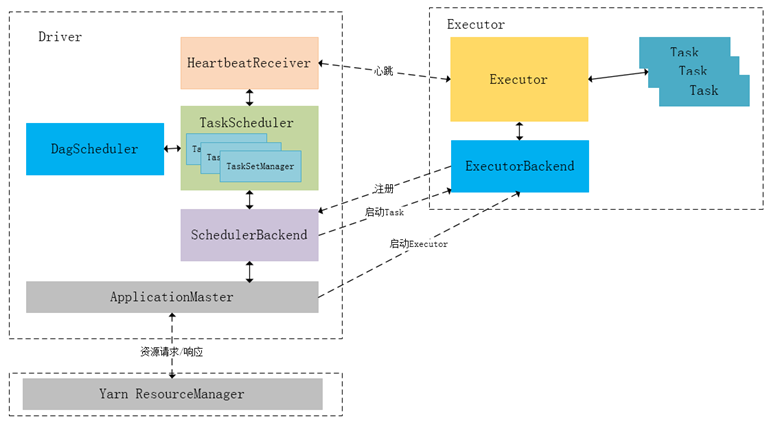 Driver
HeartbeatReceiver
TaskScheduler
TaskSetManager
DagScheduler
SchedulerBackend
ApplicationMaster
资源请求/响应
Yarn ResourceManager
心跳
注册
启动Task
启动Executor
Executor
Executor
Task
Task
Task
ExecutorBackend